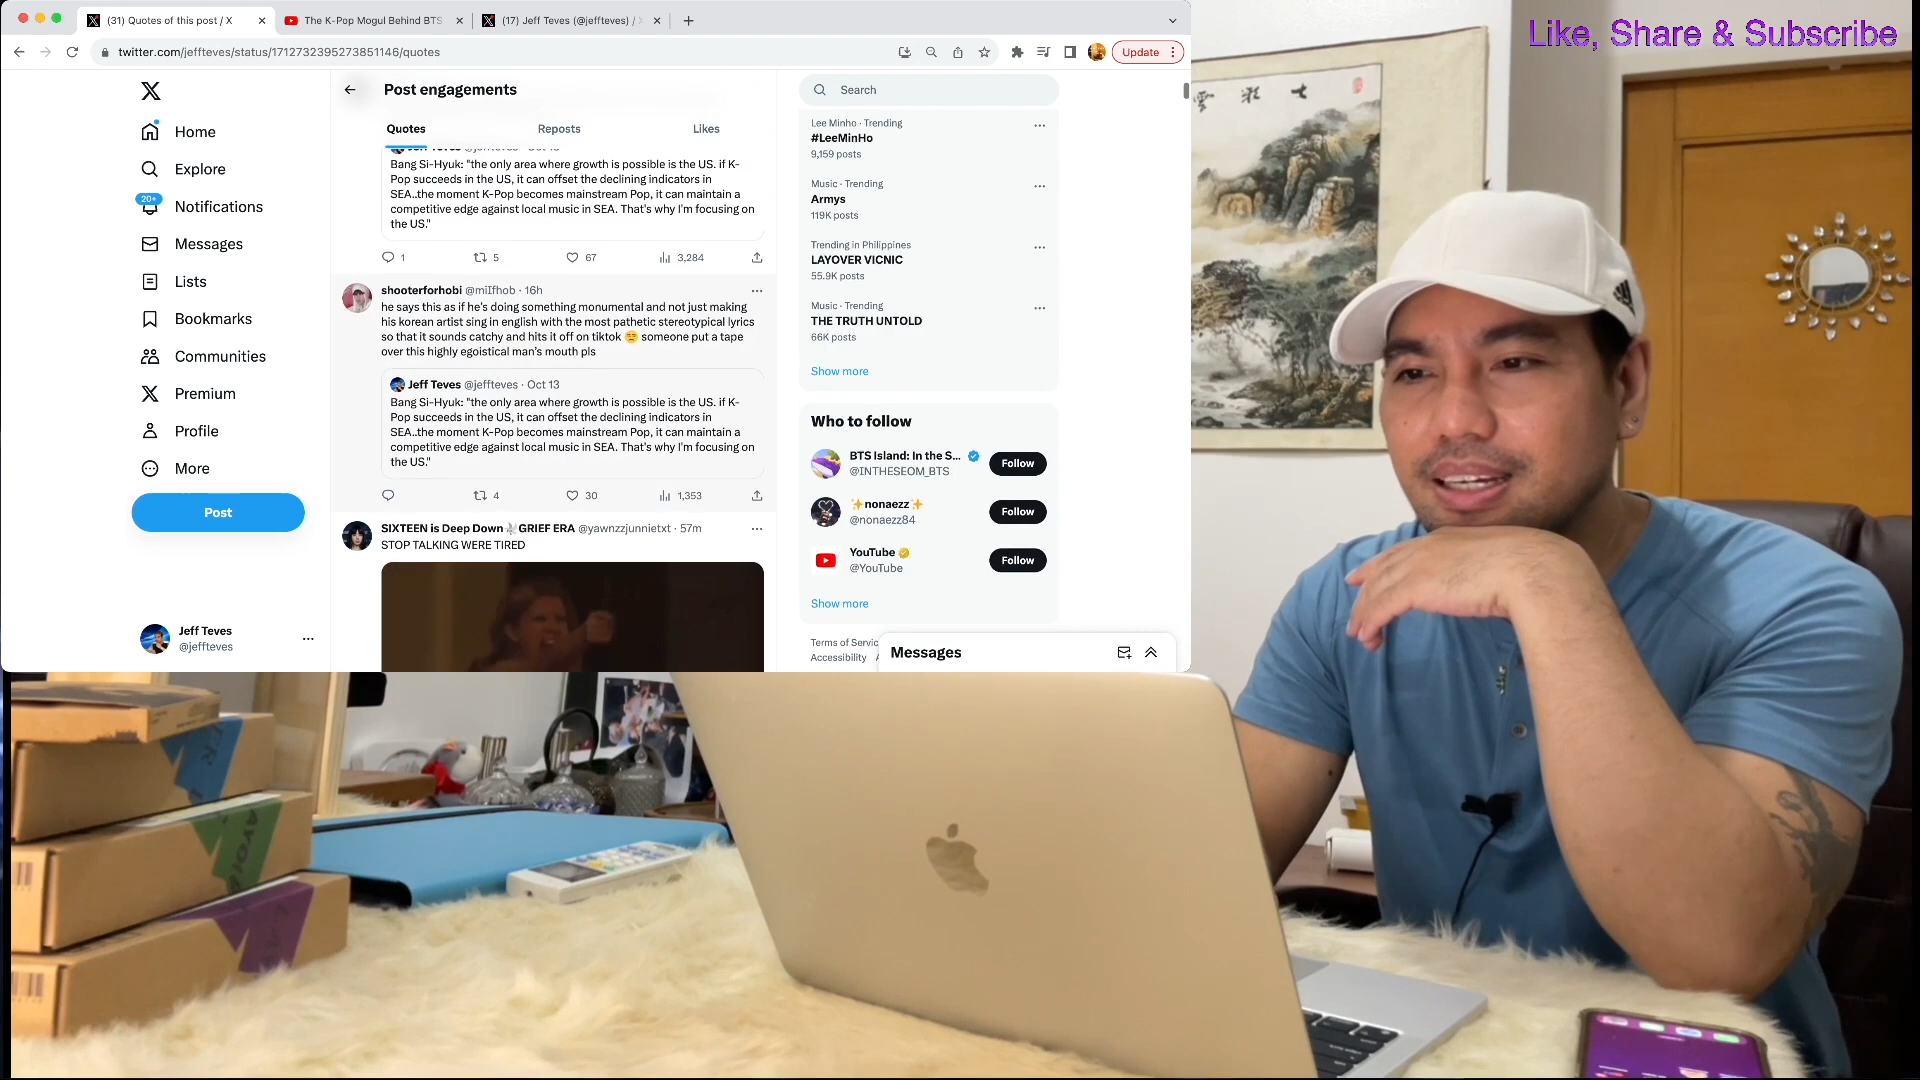 Like, Share & Subscribe
(31) Quotes of this post / X
The K-Pop Mogul Behind BTS
(17) Jeff Teves (@jeffteves) /
twitter.com/jeffteves/status/1712732395273851146/quotes
Update
Home
Explore
20+
Notifications
Messages
Lists
Bookmarks
Communities
Premium
Profile
More
Post
Jeff Teves
@jeffteves
Post engagements
Quotes
Reposts
Likes
Bang Si-Hyuk: "the only area where growth is possible is the US. if K-
Pop succeeds in the US, it can offset the declining indicators in
SEA..the moment K-Pop becomes mainstream Pop, it can maintain a
competitive edge against local music in SEA. That's why I'm focusing on
the US."
1 5 67 3,284
shooterforhobi @miIfhob · 16h
he says this as if he's doing something monumental and not just making
his korean artist sing in english with the most pathetic stereotypical lyrics
so that it sounds catchy and hits it off on tiktok 😒 someone put a tape
over this highly egoistical man's mouth pls
Jeff Teves @jeffteves · Oct 13
Bang Si-Hyuk: "the only area where growth is possible is the US. if K-
Pop succeeds in the US, it can offset the declining indicators in
SEA..the moment K-Pop becomes mainstream Pop, it can maintain a
competitive edge against local music in SEA. That's why I'm focusing on
the US."
4 30 1,353
SIXTEEN is Deep Down GRIEF ERA @yawnzzjunnietxt · 57m
STOP TALKING WERE TIRED
Search
Lee Minho · Trending
#LeeMinHo
9,159 posts
Music · Trending
Armys
119K posts
Trending in Philippines
LAYOVER VICNIC
55.9K posts
Music · Trending
THE TRUTH UNTOLD
66K posts
Show more
Who to follow
BTS Island: In the S...
@INTHESEOM_BTS
Follow
✨nonaezz✨
@nonaezz84
Follow
YouTube
@YouTube
Follow
Show more
Terms of Servic
Accessibility
Messages